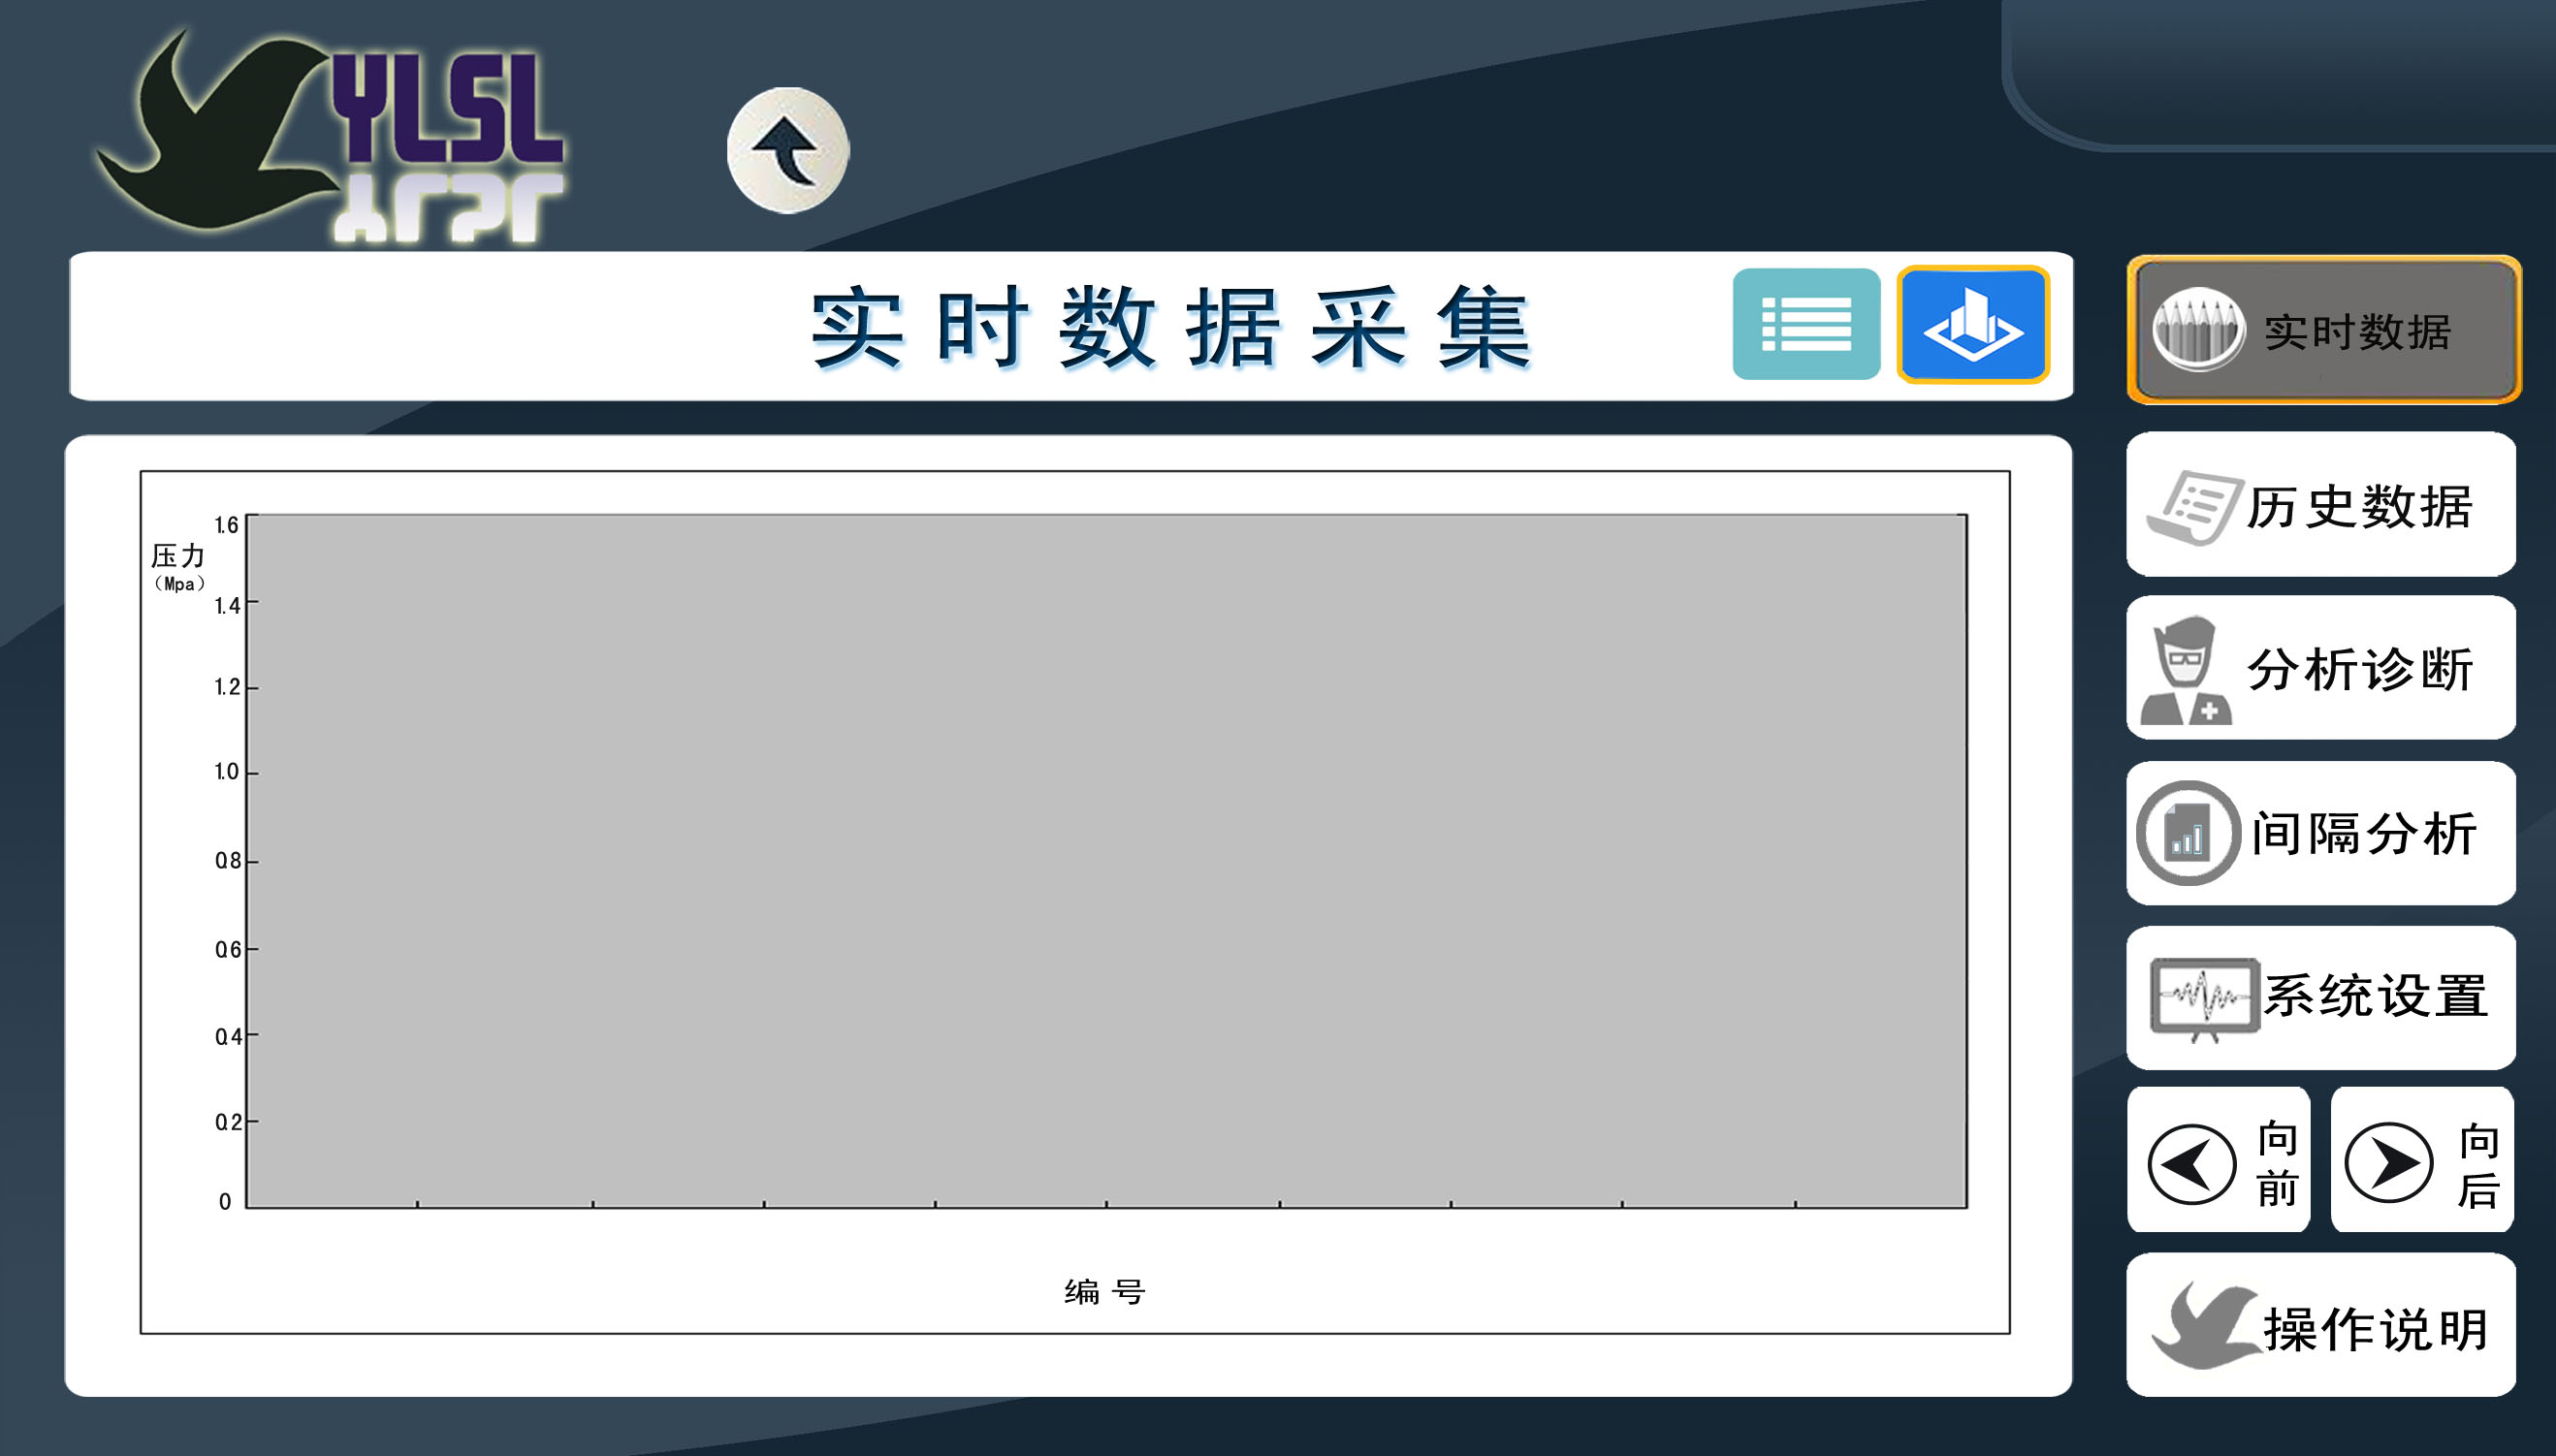 YLSL
实时数据采集
实时数据
历史数据
分析诊断
间隔分析
系统设置
向前
向后
操作说明
压力
(Mpa)
1.6
1.4
1.2
1.0
0.8
0.6
0.4
0.2
0
编号